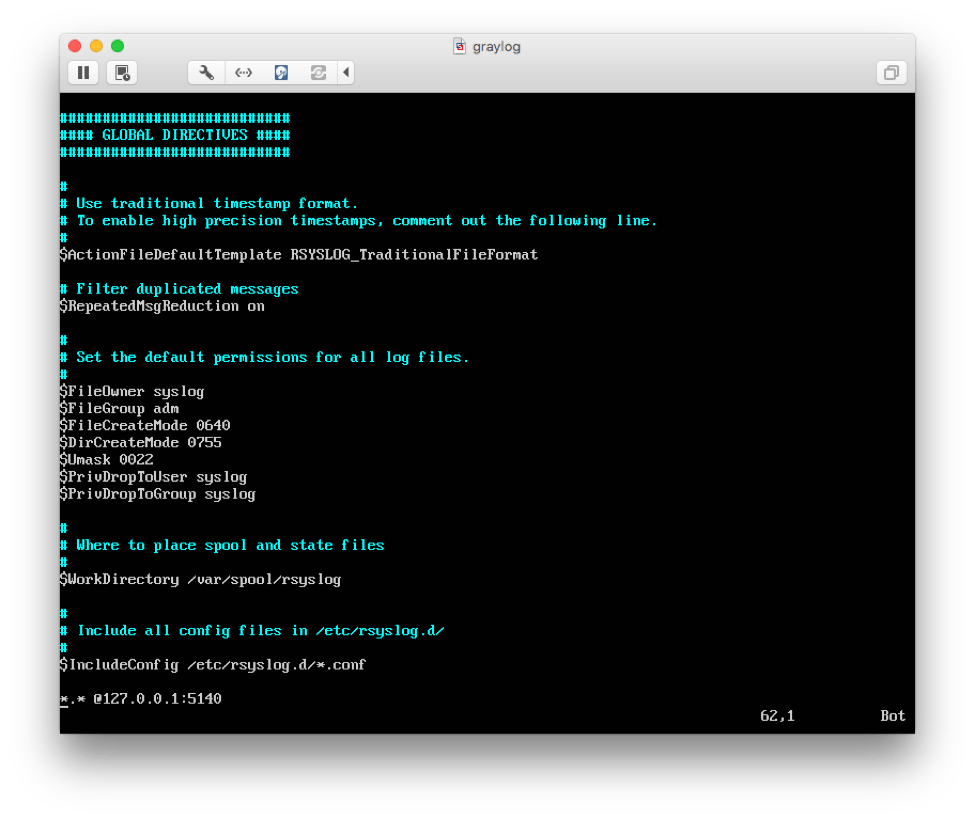 graylog
###########################
#### GLOBAL DIRECTIVES ####
###########################
#
# Use traditional timestamp format.
# To enable high precision timestamps, comment out the following line.
#
$ActionFileDefaultTemplate RSYSLOG_TraditionalFileFormat
# Filter duplicated messages
$RepeatedMsgReduction on
#
# Set the default permissions for all log files.
#
$FileOwner syslog
$FileGroup adm
$FileCreateMode 0640
$DirCreateMode 0755
$Umask 0022
$PrivDropToUser syslog
$PrivDropToGroup syslog
#
# Where to place spool and state files
#
$WorkDirectory /var/spool/rsyslog
#
# Include all config files in /etc/rsyslog.d/
#
$IncludeConfig /etc/rsyslog.d/*.conf
*.* @127.0.0.1:5140
62,1 Bot